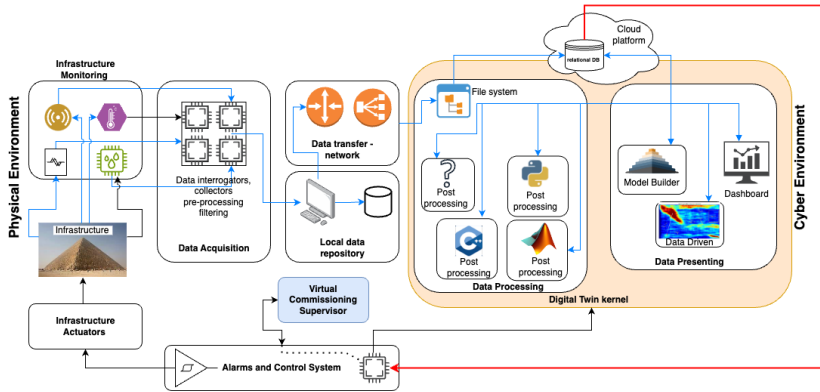 Cloud
platform
relational DB
Infrastructure
Monitoring
File system
Physical Environment
Cyber Environment
Data transfer -
network
Data interrogators,
collectors
pre-processing
filtering
Data Acquisition
Local data
repository
Infrastructure
Post
processing
Post
processing
Post
processing
Post
processing
Data Processing
Model Builder
Dashboard
Data Driven
Data Presenting
Digital Twin kernel
Virtual
Commissioning
Supervisor
Infrastructure
Actuators
Alarms and Control System